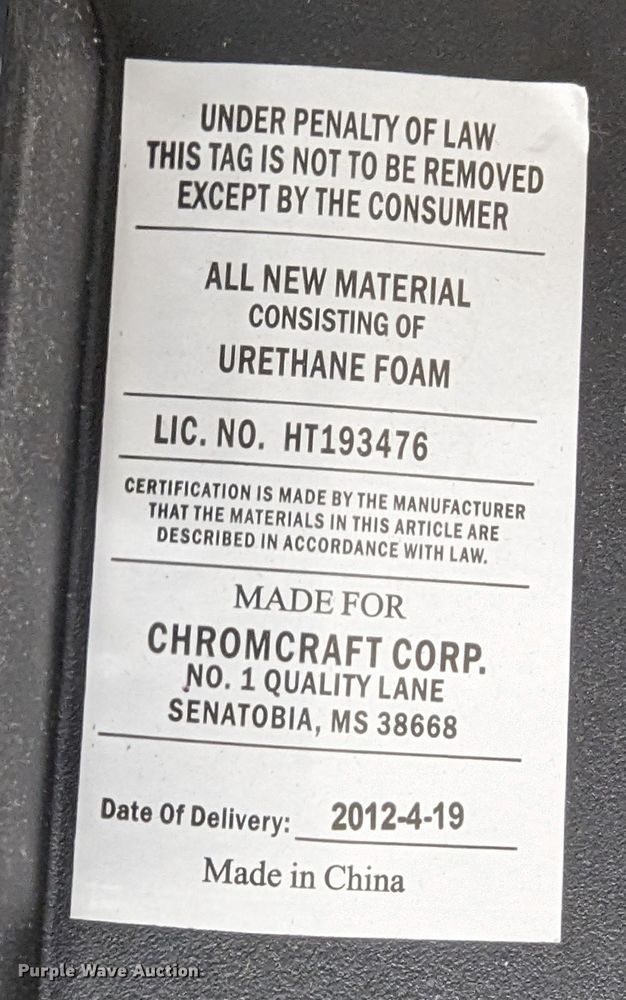 UNDER PENALTY OF LAW
THIS TAG IS NOT TO BE REMOVED
EXCEPT BY THE CONSUMER
ALL NEW MATERIAL
CONSISTING OF
URETHANE FOAM
LIC. NO. HT193476
CERTIFICATION IS MADE BY THE MANUFACTURER
THAT THE MATERIALS IN THIS ARTICLE ARE
DESCRIBED IN ACCORDANCE WITH LAW.
MADE FOR
CHROMCRAFT CORP.
NO. 1 QUALITY LANE
SENATOBIA, MS 38668
Date Of Delivery: 2012-4-19
Made in China
Purple Wave Auction